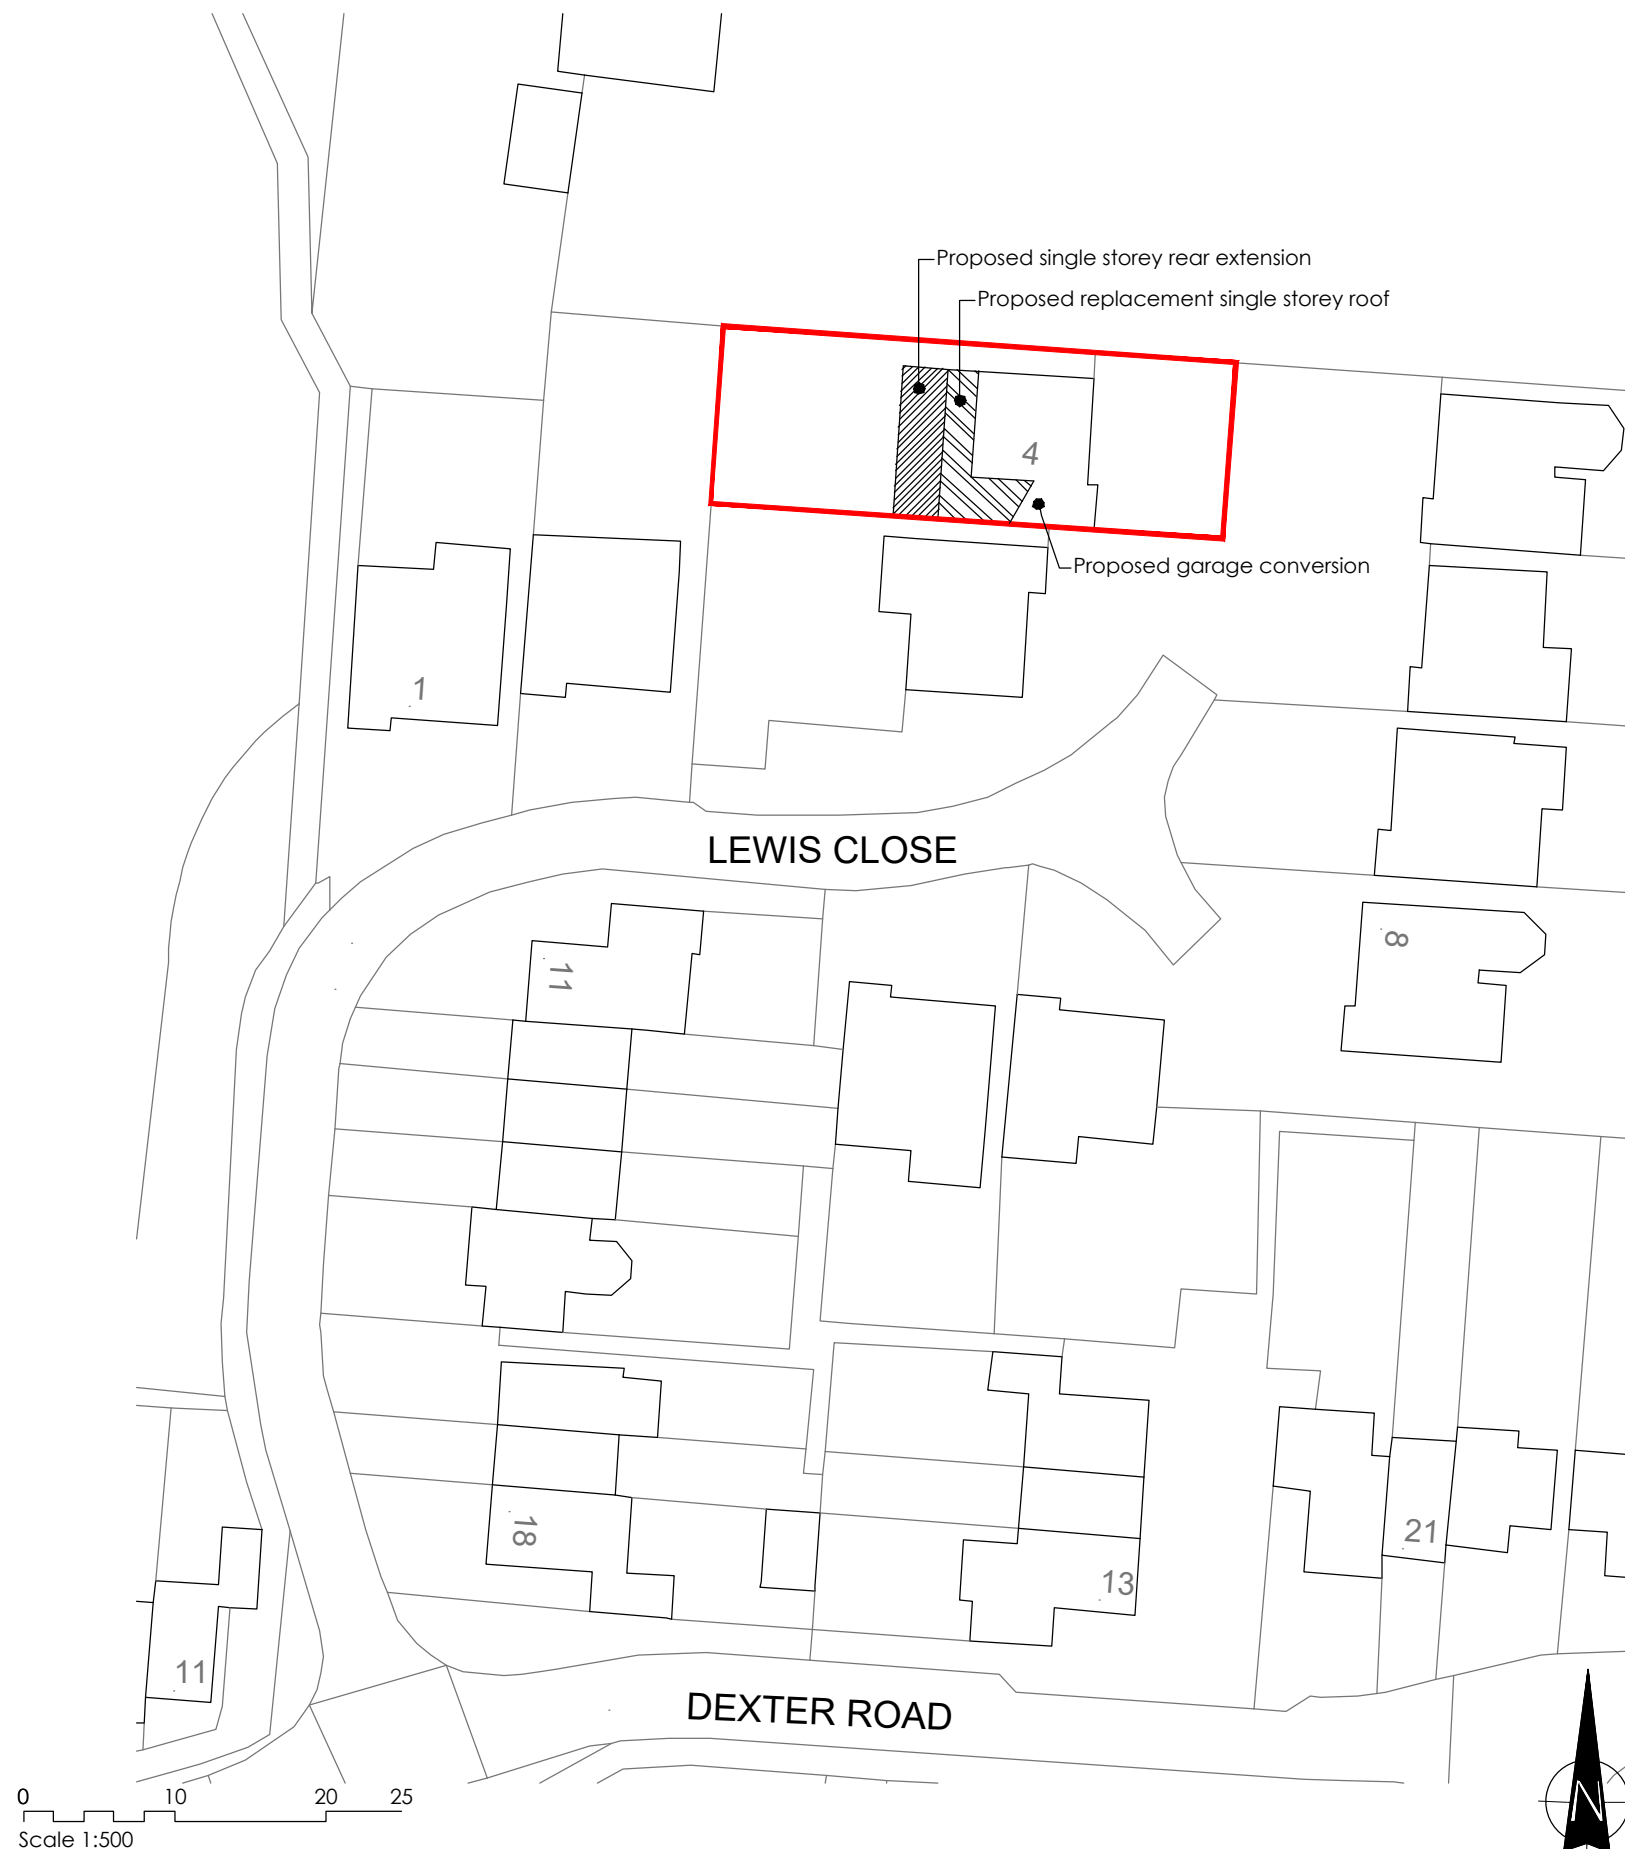 Proposed single storey rear extension
Proposed replacement single storey roof
4
Proposed garage conversion
1
LEWIS CLOSE
8
11
18
21
13
11
DEXTER ROAD
0 10 20 25
Scale 1:500
N